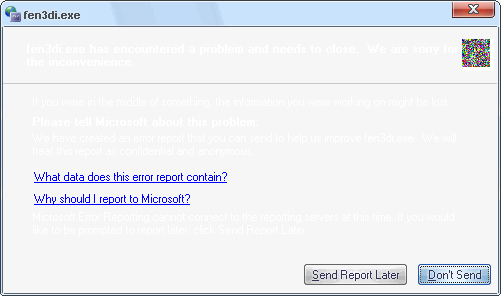 fen3di.exe
fen3di.exe has encountered a problem and needs to close. We are sorry for
the inconvenience.
If you were in the middle of something, the information you were working on might be lost.
Please tell Microsoft about this problem.
We have created an error report that you can send to help us improve fen3di.exe. We will
treat this report as confidential and anonymous.
What data does this error report contain?
Why should I report to Microsoft?
Microsoft Error Reporting cannot connect to the reporting servers at this time. If you would
like to be prompted to report later, click Send Report Later.
Send Report Later
Don't Send